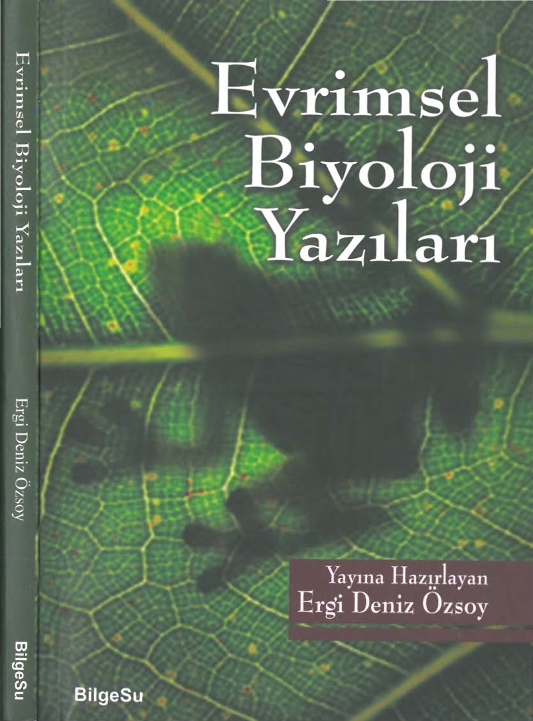 Evrimsel Biyoloji Yazıları
Ergi Deniz Özsoy
BilgeSu
Evrimsel
Biyoloji
Yazıları
Yayına Hazırlayan
Ergi Deniz Özsoy
BilgeSu